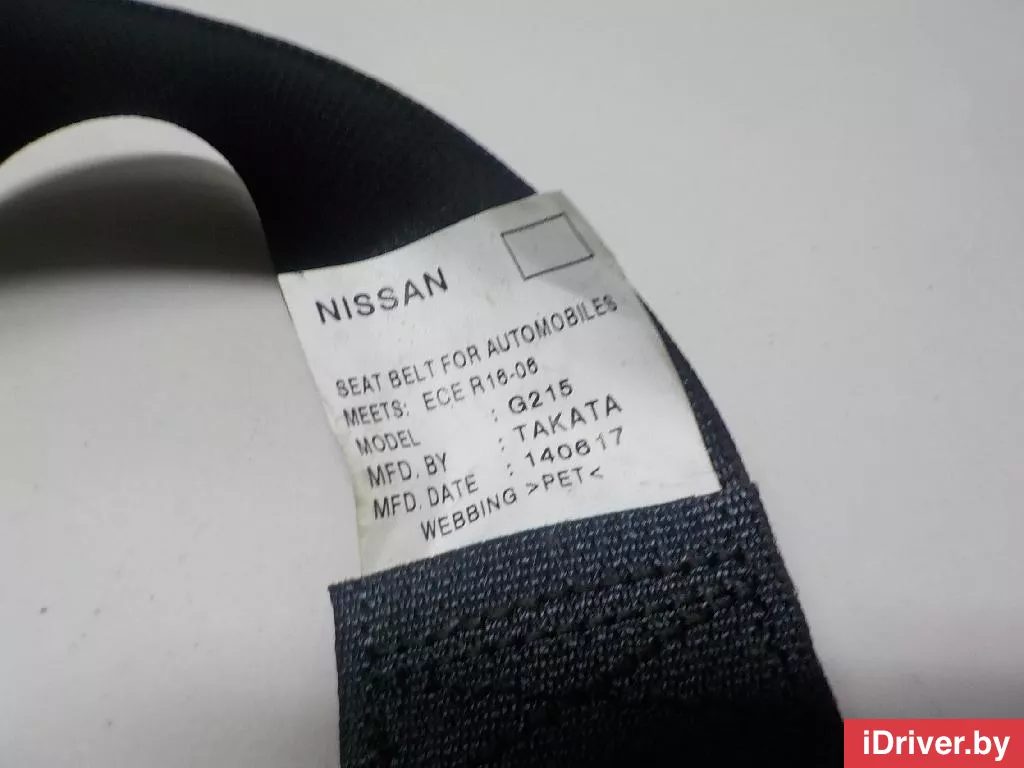 NISSAN
SEAT BELT FOR AUTOMOBILES
MEETS: ECE R16-06
MODEL : G215
MFD. BY : TAKATA
MFD. DATE : 140617
WEBBING >PET<
iDriver.by